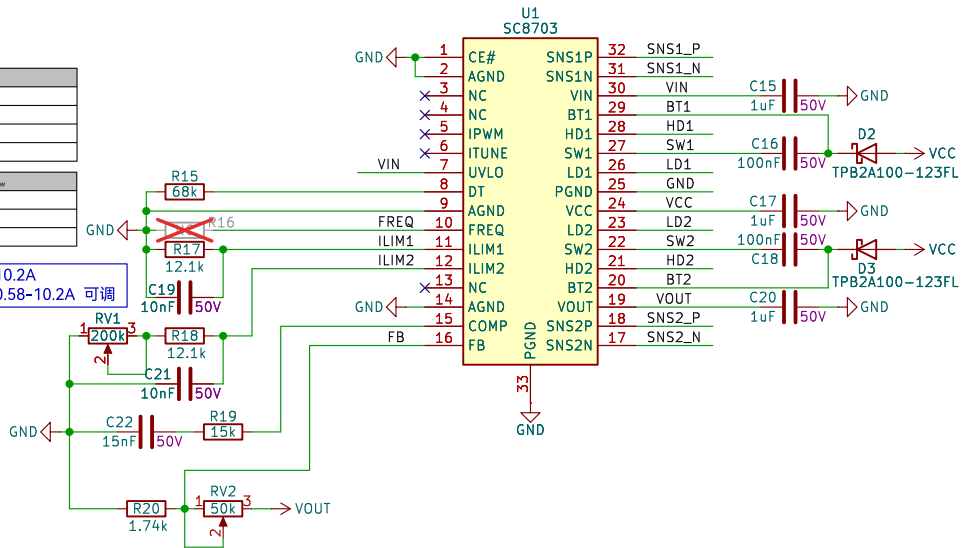 U1
SC8703
GND
1 CE#
2 AGND
3 NC
4 NC
5 IPWM
6 ITUNE
VIN 7 UVLO
R15
68k
8 DT
9 AGND
GND
R16
FREQ 10 FREQ
R17
12.1k
ILIM1 11 ILIM1
ILIM2 12 ILIM2
13 NC
C19
10nF 50V
GND 14 AGND
15 COMP
FB 16 FB
SNS1P 32 SNS1_P
SNS1N 31 SNS1_N
VIN 30 VIN
BT1 29 BT1
HD1 28 HD1
SW1 27 SW1
LD1 26 LD1
PGND 25 GND
VCC 24 VCC
LD2 23 LD2
SW2 22 SW2
HD2 21 HD2
BT2 20 BT2
VOUT 19 VOUT
SNS2P 18 SNS2_P
SNS2N 17 SNS2_N
PGND
33
GND
C15
1uF 50V
GND
C16
100nF 50V
D2
VCC
TPB2A100-123FL
C17
1uF 50V
GND
100nF 50V
C18
VCC
D3
TPB2A100-123FL
C20
1uF 50V
GND
10.2A
0.58-10.2A 可调
RV1
1 200k 3
2
R18
12.1k
C21
10nF 50V
GND
C22
15nF 50V
R19
15k
R20
1.74k
RV2
1 50k 3
2
VOUT